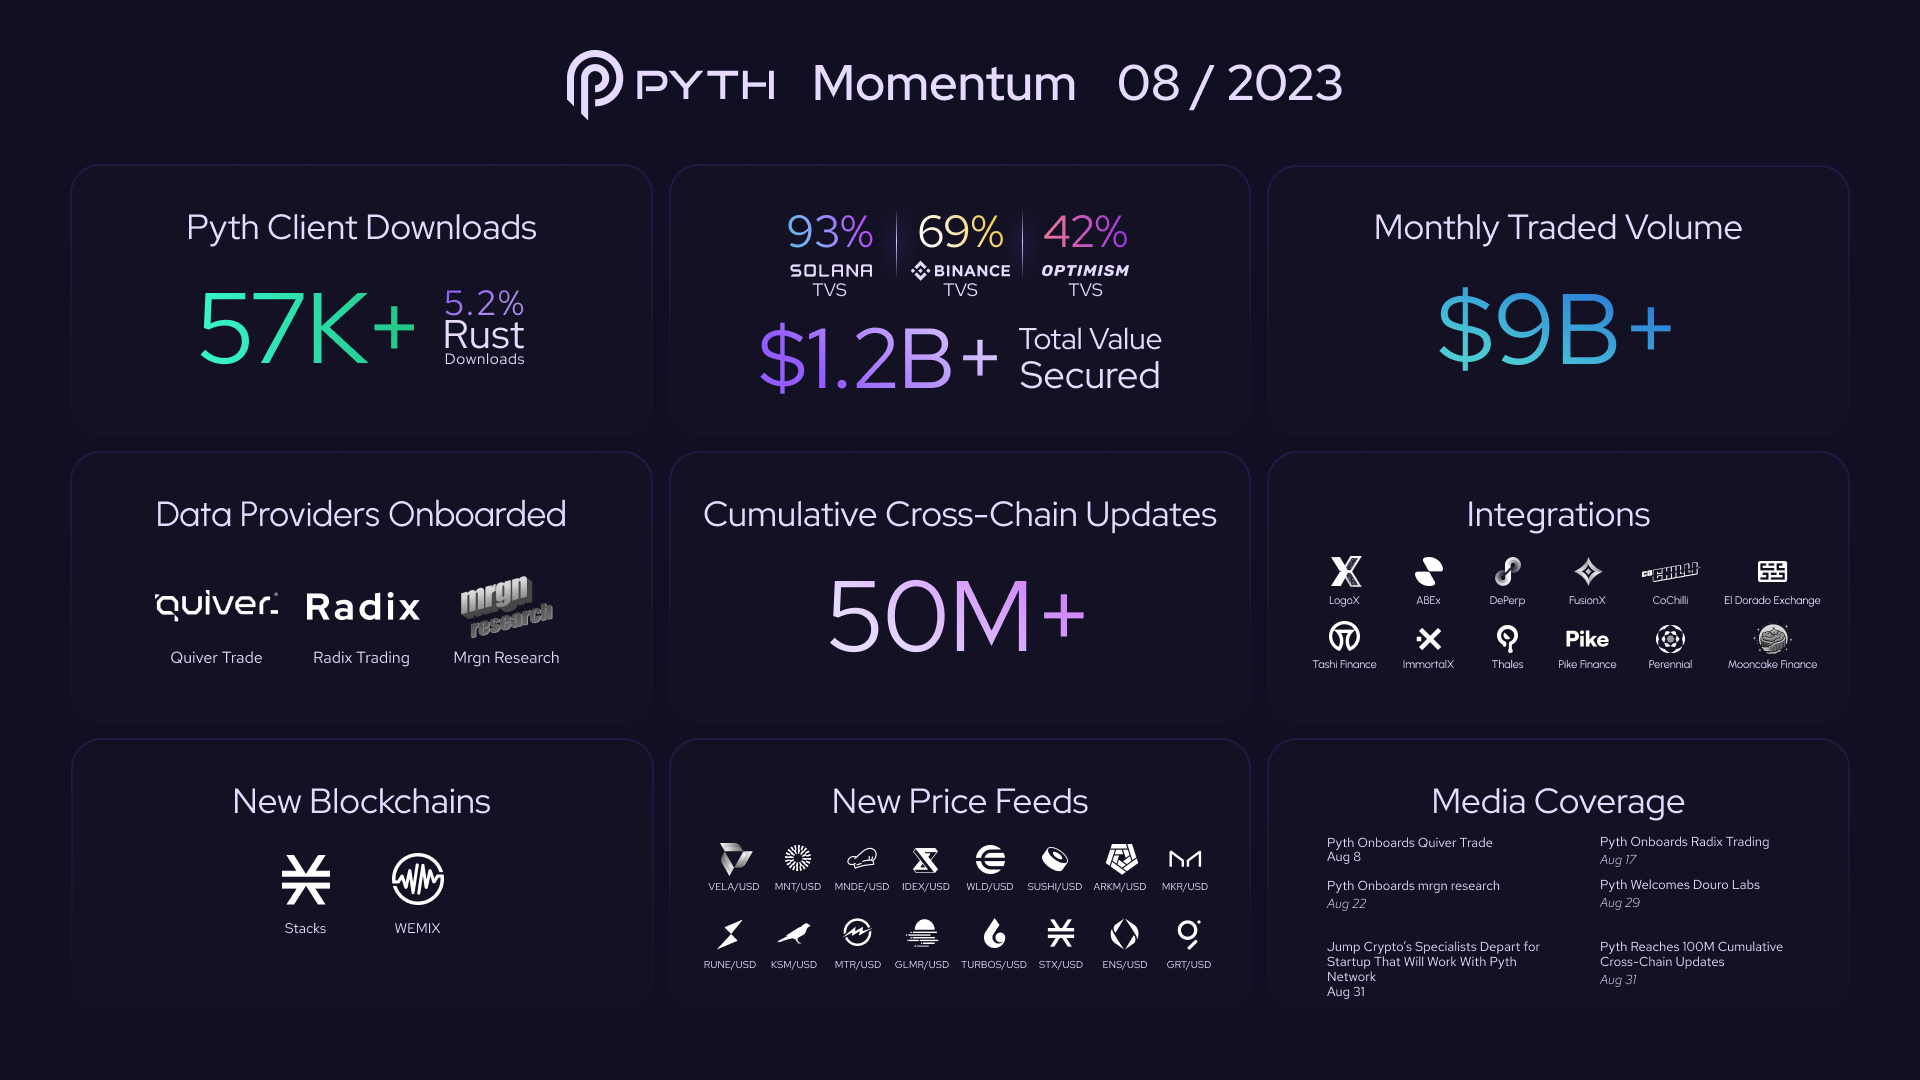 PYTH Momentum 08 / 2023
Pyth Client Downloads
57K+
5.2%
Rust
Downloads
93%
SOLANA
TVS
69%
BINANCE
TVS
42%
OPTIMISM
TVS
$1.2B+
Total Value
Secured
Monthly Traded Volume
$9B+
Data Providers Onboarded
quiver
Radix
mrgn
research
Quiver Trade
Radix Trading
Mrgn Research
Cumulative Cross-Chain Updates
50M+
Integrations
COCHILLI
LogoX
ABEx
DePerp
FusionX
CoChilli
El Dorado Exchange
Pike
Tashi Finance
ImmortalX
Thales
Pike Finance
Perennial
Mooncake Finance
New Blockchains
Stacks
WEMIX
New Price Feeds
VELA/USD
MNT/USD
MNDE/USD
IDEX/USD
WLD/USD
SUSHI/USD
ARKM/USD
MKR/USD
RUNE/USD
KSM/USD
MTR/USD
GLMR/USD
TURBOS/USD
STX/USD
ENS/USD
GRT/USD
Media Coverage
Pyth Onboards Quiver Trade
Aug 8
Pyth Onboards Radix Trading
Aug 17
Pyth Onboards mrgn research
Aug 22
Pyth Welcomes Douro Labs
Aug 29
Jump Crypto's Specialists Depart for
Startup That Will Work With Pyth
Network
Aug 31
Pyth Reaches 100M Cumulative
Cross-Chain Updates
Aug 31